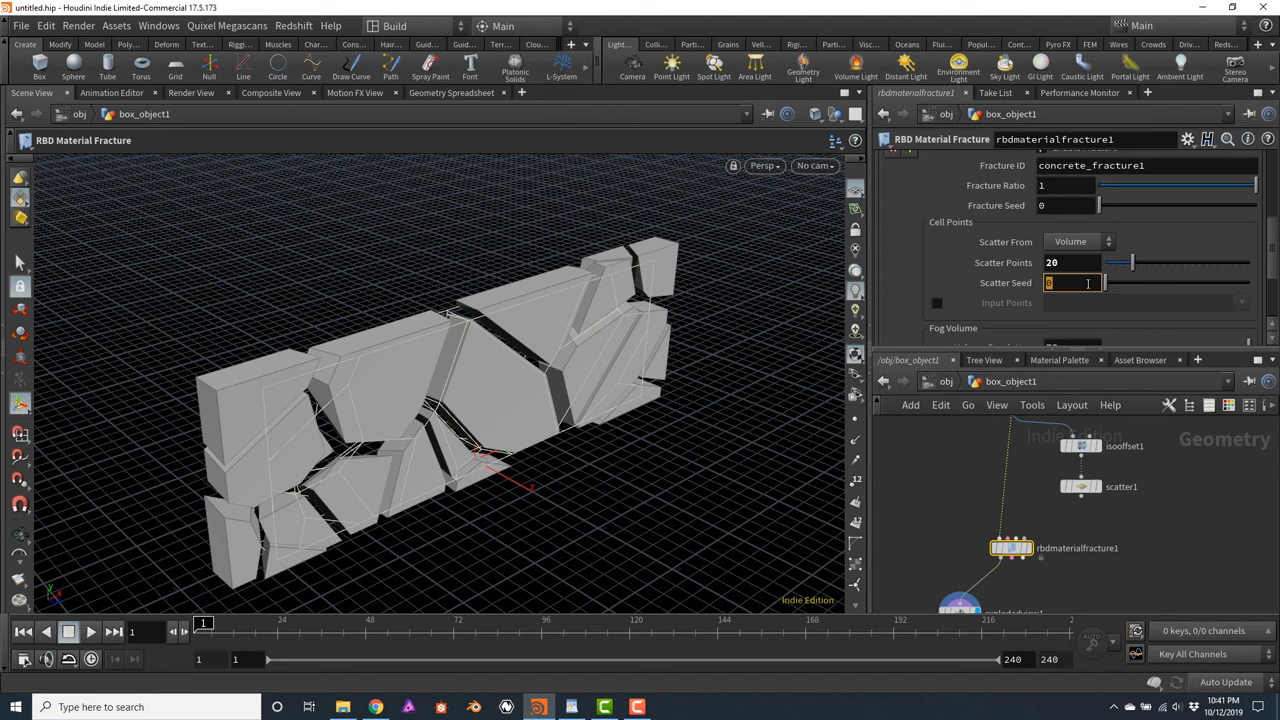 untitled.hip - Houdini Indie Limited-Commercial 17.5.173
File Edit Render Assets Windows Quixel Megascans Redshift Help Build Main Main
Create Modify Model Poly... Deform Text... Riggi... Muscles Char... Cons... Hair... Guid... Guid... Terr... Clou... Light... Colli... Parti... Grains Vell... Rigi... Parti... Visc... Oceans Flui... Popul... Cont... Pyro FX FEM Wires Crowds Driv... Reds...
Box Sphere Tube Torus Grid Null Line Circle Curve Draw Curve Path Spray Paint Font Platonic Solids L-System Camera Point Light Spot Light Area Light Geometry Light Volume Light Distant Light Environment Light Sky Light GI Light Caustic Light Portal Light Ambient Light Stereo Camera
Scene View Animation Editor Render View Composite View Motion FX View Geometry Spreadsheet
rbdmaterialfracture1 Take List Performance Monitor
obj box_object1
obj box_object1
RBD Material Fracture
RBD Material Fracture rbdmaterialfracture1
Persp No cam
Fracture ID concrete_fracture1
Fracture Ratio 1
Fracture Seed 0
Cell Points
Scatter From Volume
Scatter Points 20
Scatter Seed 0
Input Points
Fog Volume
/obj/box_object1 Tree View Material Palette Asset Browser
obj box_object1
Add Edit Go View Tools Layout Help
Indie Edition Geometry
isooffset1
scatter1
rbdmaterialfracture1
Indie Edition
z
y
x
12
12
1 1 24 48 72 96 120 144 168 192 216 2
0 keys, 0/0 channels
1 1 240 240 Key All Channels
AUTO
Auto Update
Type here to search
10:41 PM
10/12/2019